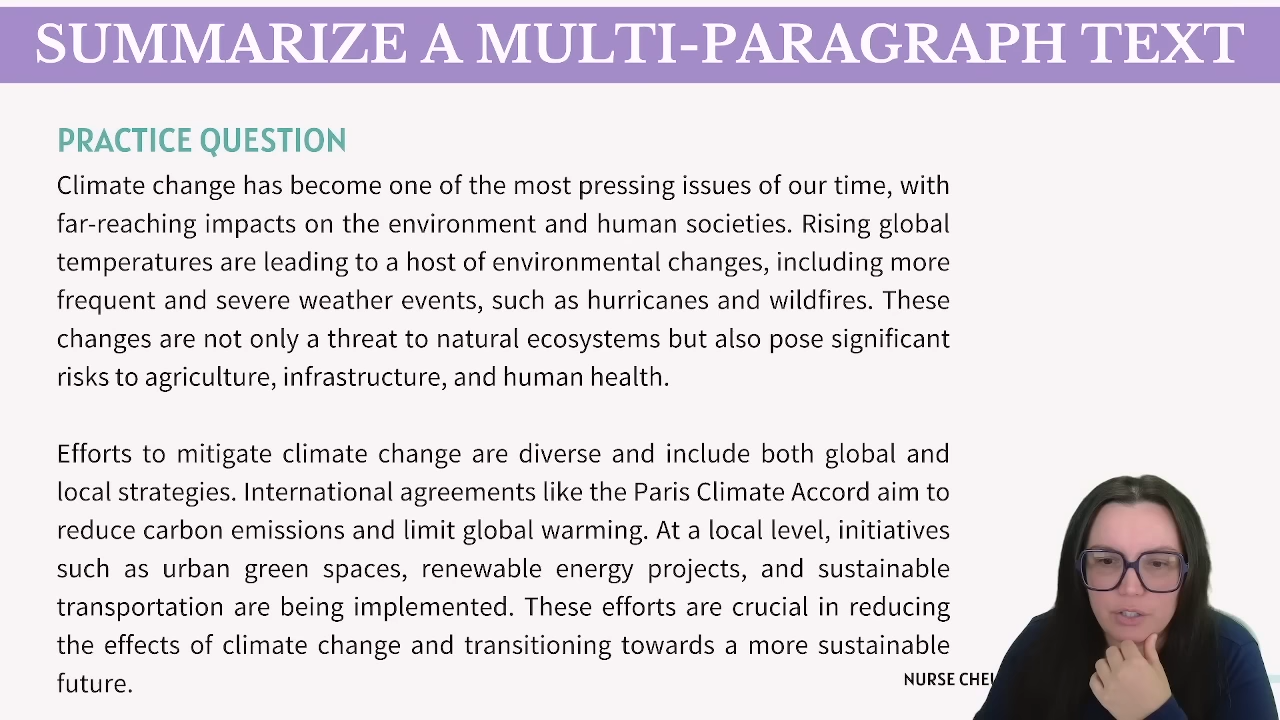 SUMMARIZE A MULTI-PARAGRAPH TEXT
PRACTICE QUESTION
Climate change has become one of the most pressing issues of our time, with
far-reaching impacts on the environment and human societies. Rising global
temperatures are leading to a host of environmental changes, including more
frequent and severe weather events, such as hurricanes and wildfires. These
changes are not only a threat to natural ecosystems but also pose significant
risks to agriculture, infrastructure, and human health.
Efforts to mitigate climate change are diverse and include both global and
local strategies. International agreements like the Paris Climate Accord aim to
reduce carbon emissions and limit global warming. At a local level, initiatives
such as urban green spaces, renewable energy projects, and sustainable
transportation are being implemented. These efforts are crucial in reducing
the effects of climate change and transitioning towards a more sustainable
future.
NURSE